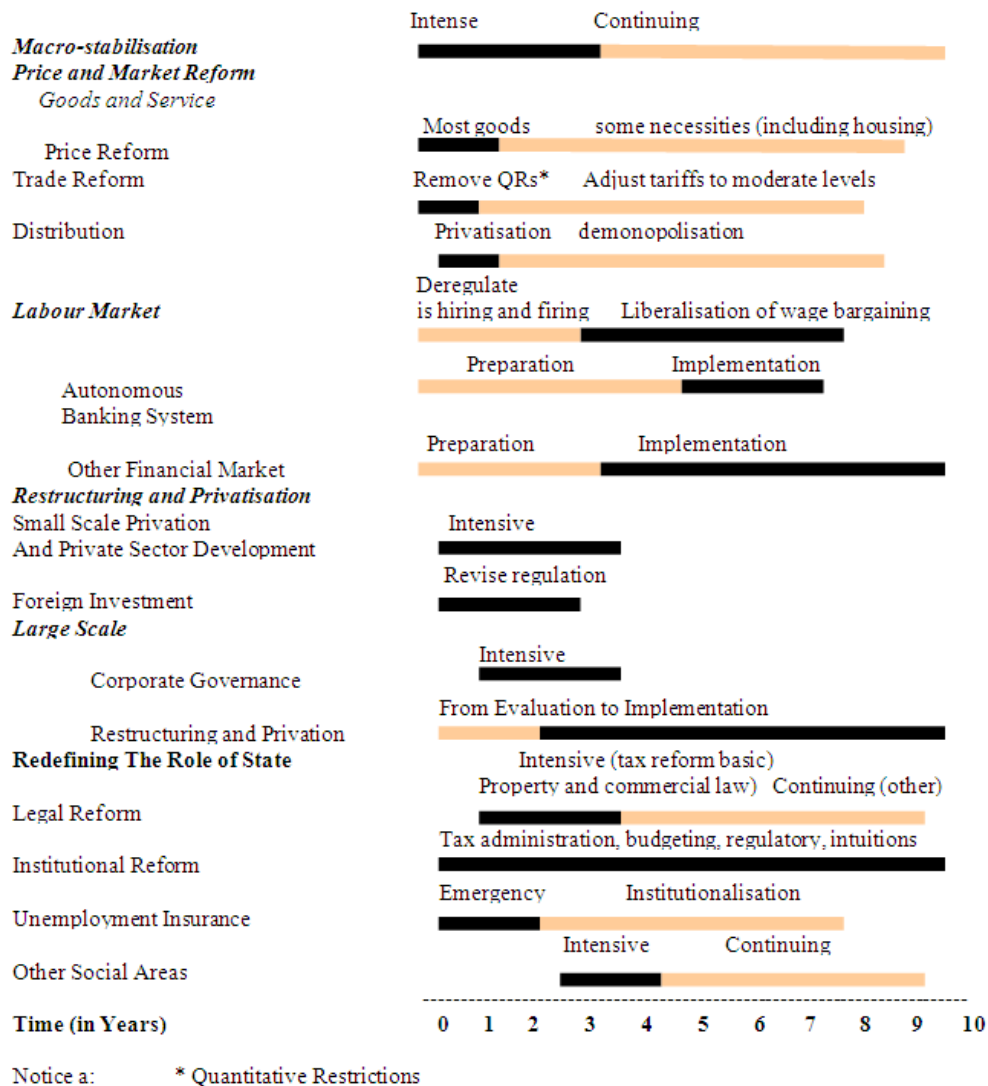 Intense Continuing
Macro-stabilisation
Price and Market Reform
Goods and Service
Most goods some necessities (including housing)
Price Reform
Trade Reform Remove QRs* Adjust tariffs to moderate levels
Distribution Privatisation demonopolisation
Deregulate
Labour Market is hiring and firing Liberalisation of wage bargaining
Preparation Implementation
Autonomous
Banking System
Preparation Implementation
Other Financial Market
Restructuring and Privatisation
Small Scale Privation Intensive
And Private Sector Development
Revise regulation
Foreign Investment
Large Scale
Intensive
Corporate Governance
From Evaluation to Implementation
Restructuring and Privation
Redefining The Role of State Intensive (tax reform basic)
Property and commercial law) Continuing (other)
Legal Reform
Tax administration, budgeting, regulatory, intuitions
Institutional Reform
Emergency Institutionalisation
Unemployment Insurance
Intensive Continuing
Other Social Areas
Time (in Years) 0 1 2 3 4 5 6 7 8 9 10
Notice a: * Quantitative Restrictions